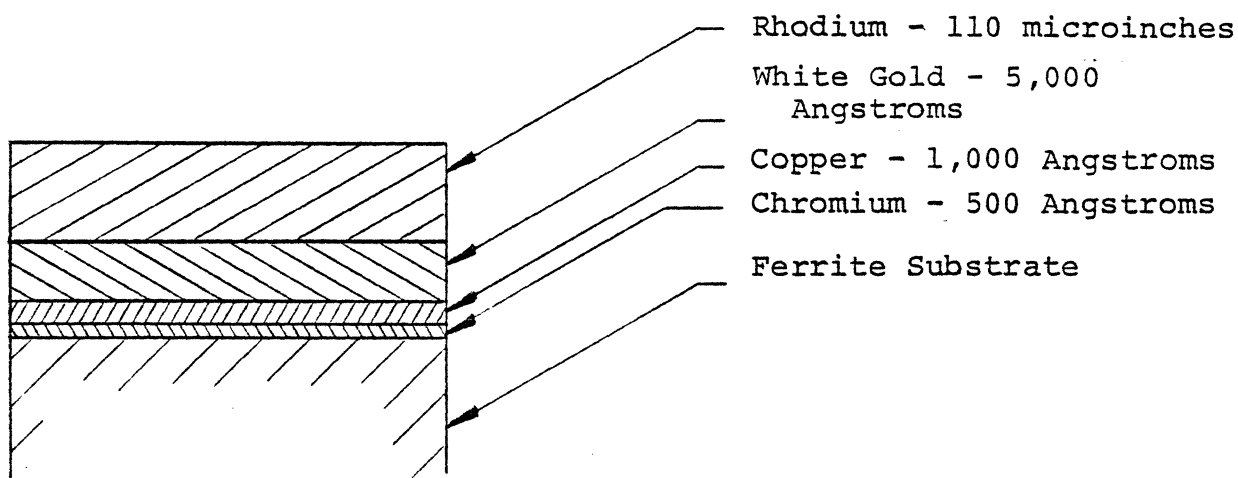 Rhodium - 110 microinches
White Gold - 5,000
Angstroms
Copper - 1,000 Angstroms
Chromium - 500 Angstroms
Ferrite Substrate